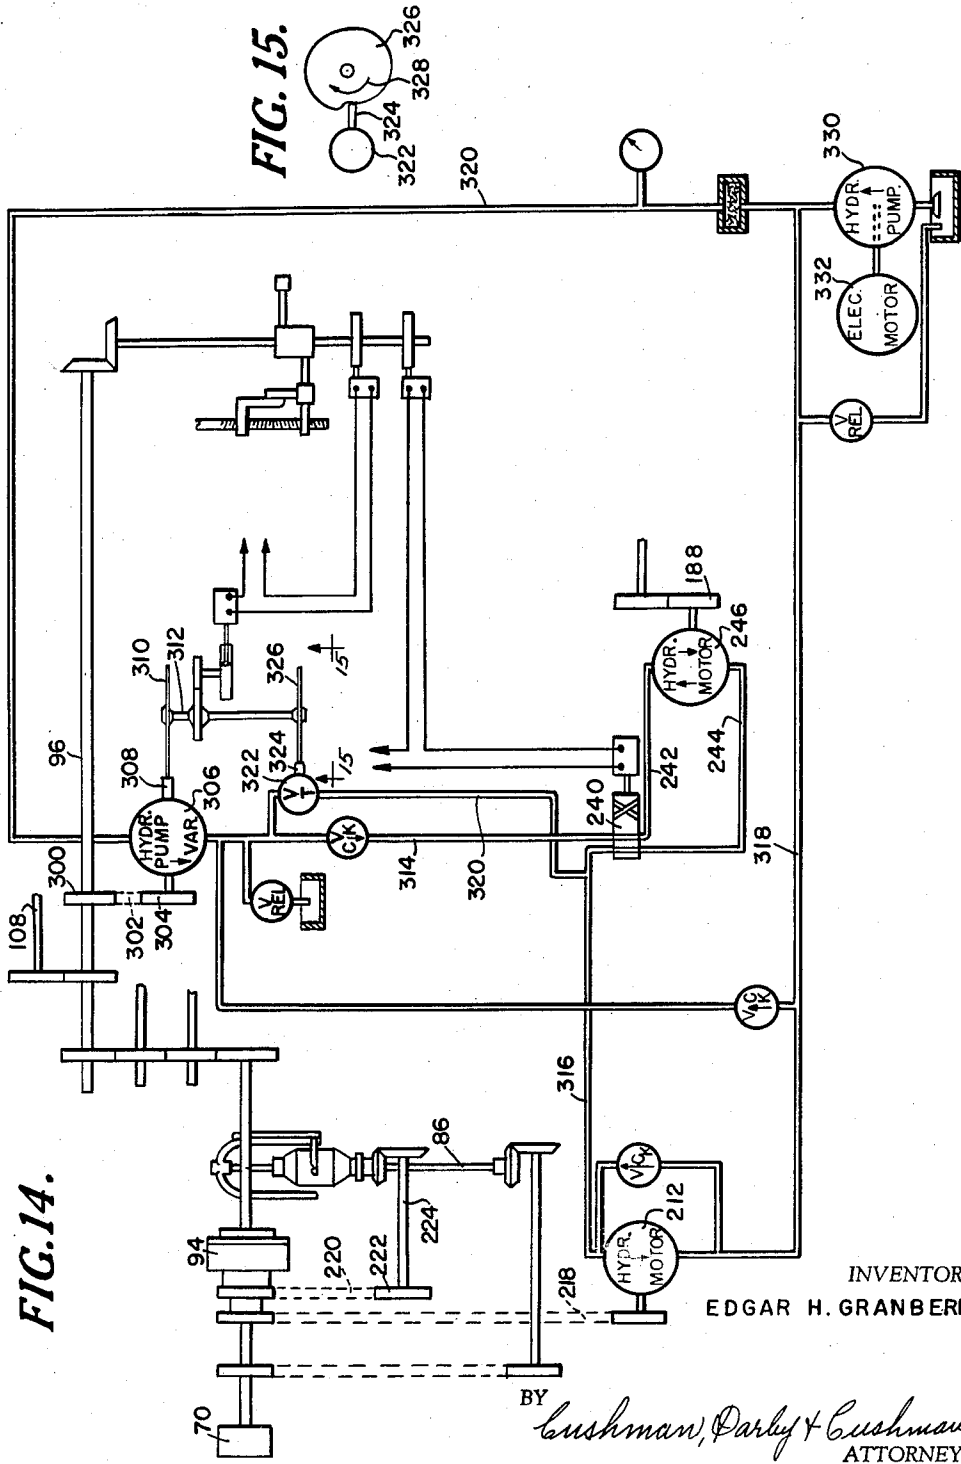 FIG. 15.
326
328
324
322
320
330
HYDR.
PUMP.
332
ELEC.
MOTOR
V
REL
96
310
312
308
306
HYDR.
PUMP
VAR.
300
302
304
108
326
15
324
322
V
T
15
V
CK
V
REL
314
320
240
242
244
188
HYDR.
MOTOR
246
318
V
CK
316
FIG. 14.
94
86
224
220
222
218
70
V
CK
212
HYDR.
MOTOR
INVENTOR
EDGAR H. GRANBER
BY
Cushman, Darby & Cushman
ATTORNEY